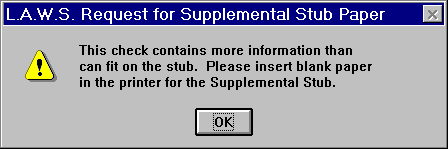 L.A.W.S. Request for Supplemental Stub Paper
This check contains more information than
can fit on the stub.  Please insert blank paper
in the printer for the Supplemental Stub.
OK